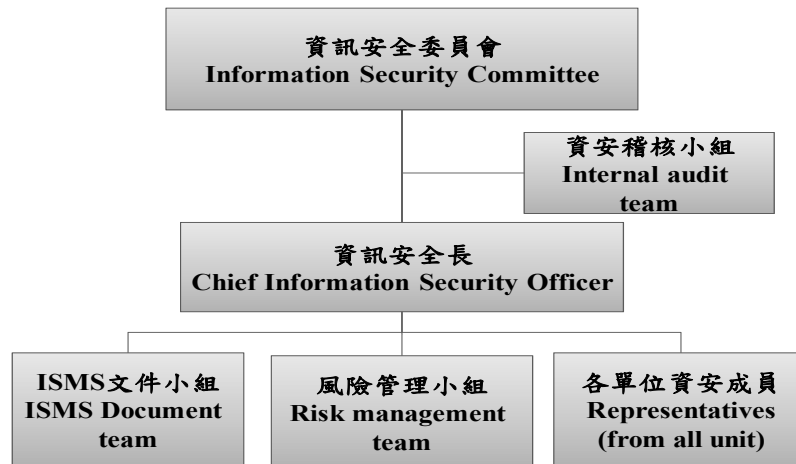 資訊安全委員會
Information Security Committee
資安稽核小組
Internal audit
team
資訊安全長
Chief Information Security Officer
ISMS文件小組
ISMS Document
team
風險管理小組
Risk management
team
各單位資安成員
Representatives
(from all unit)